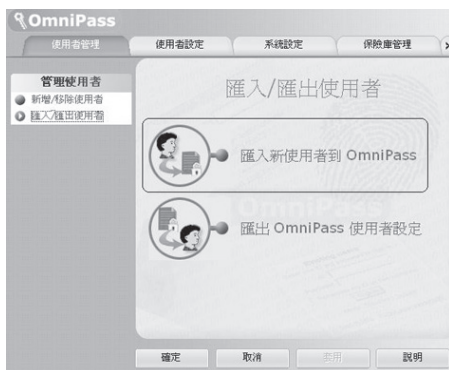 OmniPass
使用者管理
使用者設定
系統設定
保險庫管理
管理使用者
新增/移除使用者
匯入/匯出使用者
匯入/匯出使用者
匯入新使用者到 OmniPass
匯出 OmniPass 使用者設定
確定
取消
套用
說明